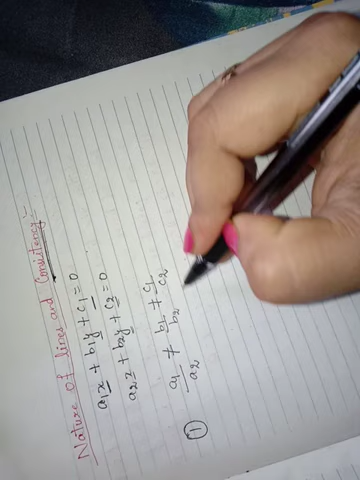 Nature of lines and Consistency :-
a₁x + b₁y + c₁ = 0
a₂x + b₂y + c₂ = 0
① a₁/a₂ ≠ b₁/b₂ ≠ c₁/c₂